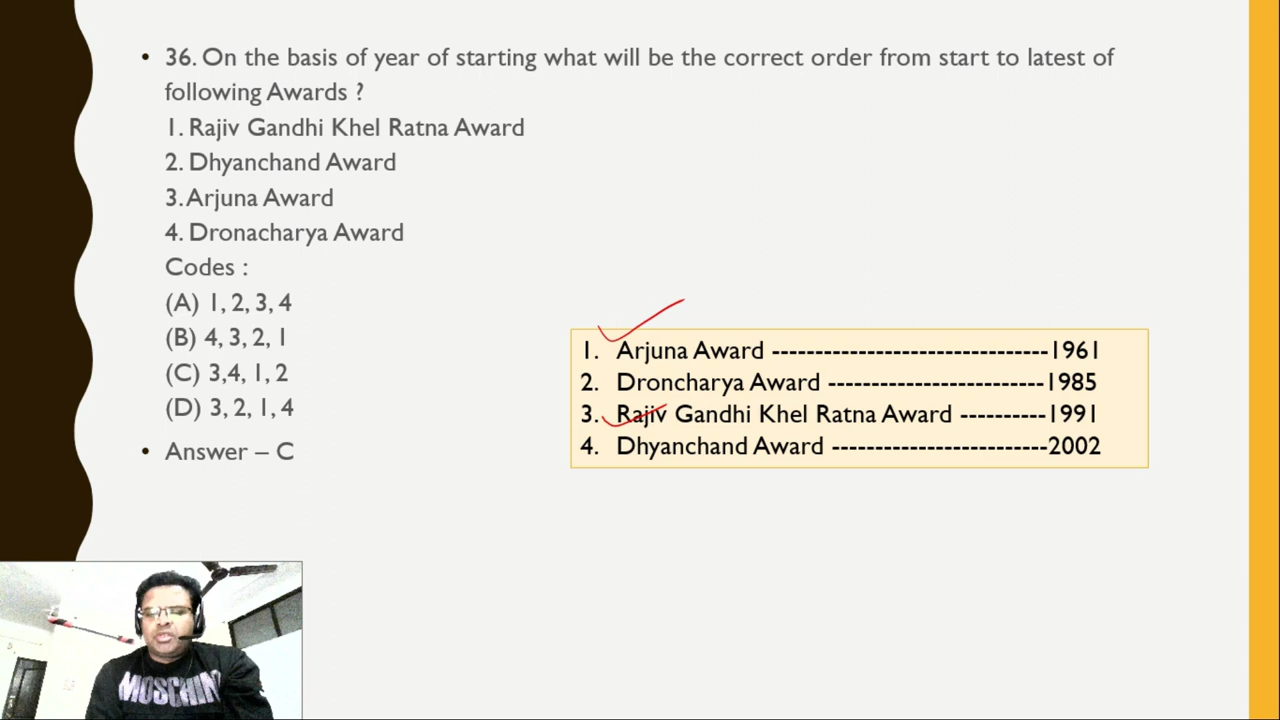 • 36. On the basis of year of starting what will be the correct order from start to latest of
following Awards ?
1. Rajiv Gandhi Khel Ratna Award
2. Dhyanchand Award
3. Arjuna Award
4. Dronacharya Award
Codes :
(A) 1, 2, 3, 4
(B) 4, 3, 2, 1
(C) 3,4, 1, 2
(D) 3, 2, 1, 4
• Answer – C
1. Arjuna Award --------------------------------1961
2. Droncharya Award -------------------------1985
3. Rajiv Gandhi Khel Ratna Award ----------1991
4. Dhyanchand Award -------------------------2002
MOSCHINO